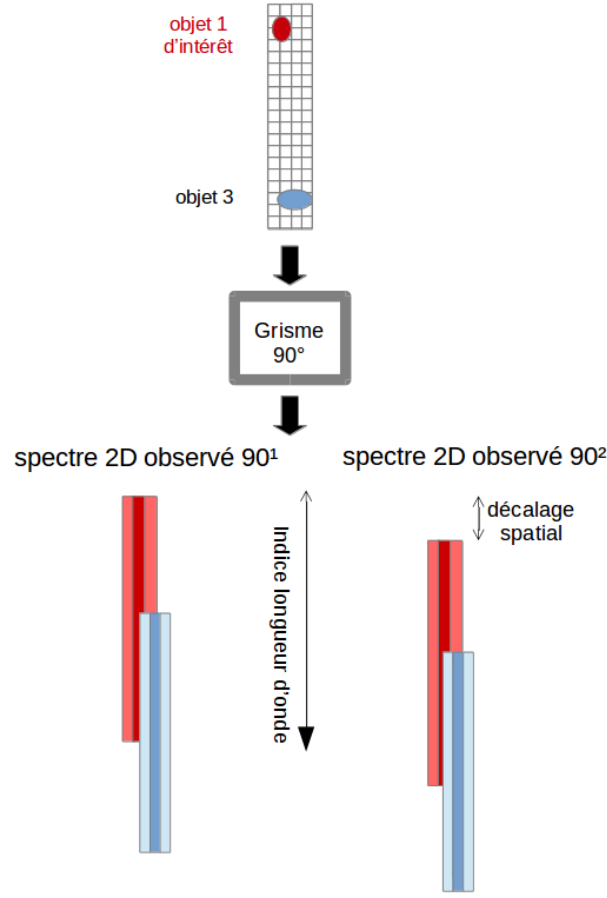 objet 1
d'intérêt
objet 3
Grisme
90°
spectre 2D observé 90¹
spectre 2D observé 90²
Indice longueur d'onde
décalage
spatial